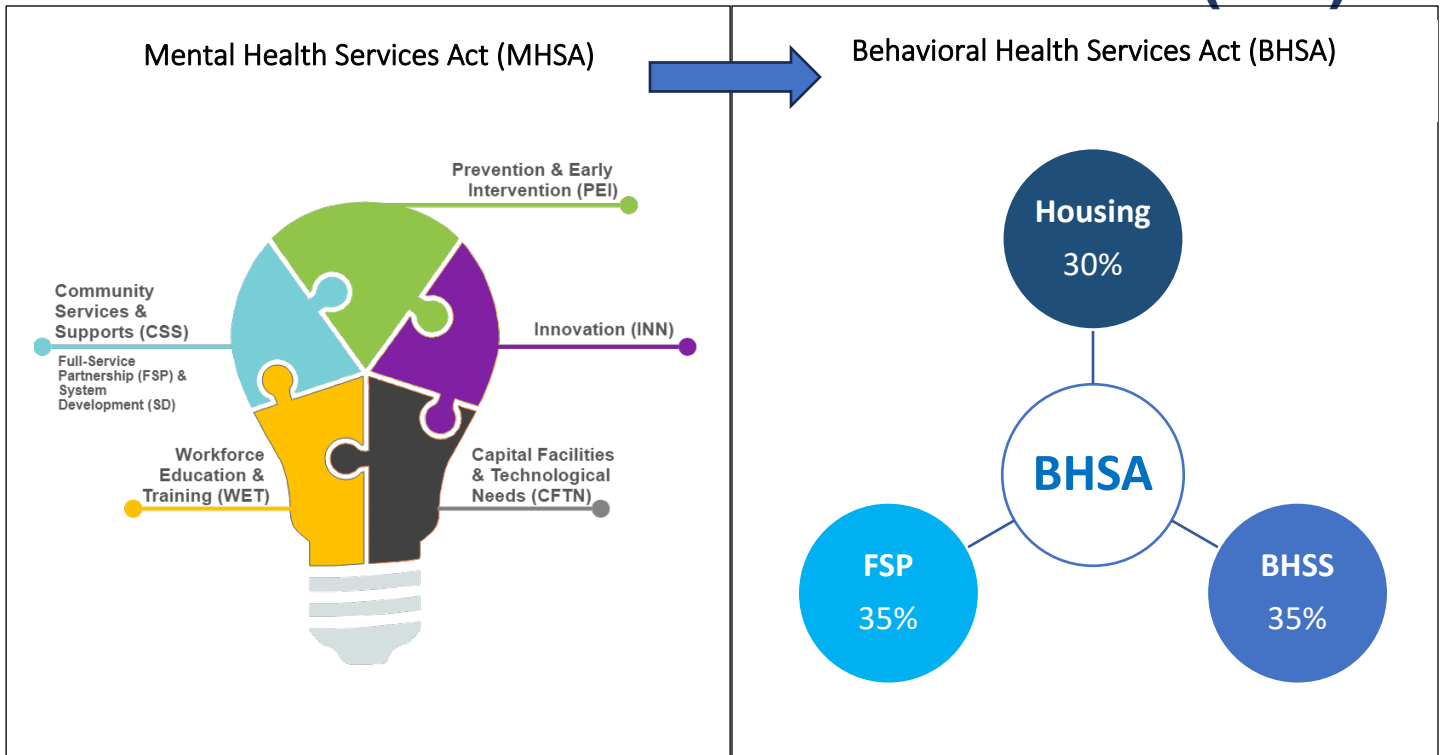 Mental Health Services Act (MHSA)
Prevention & Early
Intervention (PEI)
Community
Services &
Supports (CSS)
Full-Service
Partnership (FSP) &
System
Development (SD)
Innovation (INN)
Workforce
Education &
Training (WET)
Capital Facilities
& Technological
Needs (CFTN)
Behavioral Health Services Act (BHSA)
Housing
30%
BHSA
FSP
35%
BHSS
35%